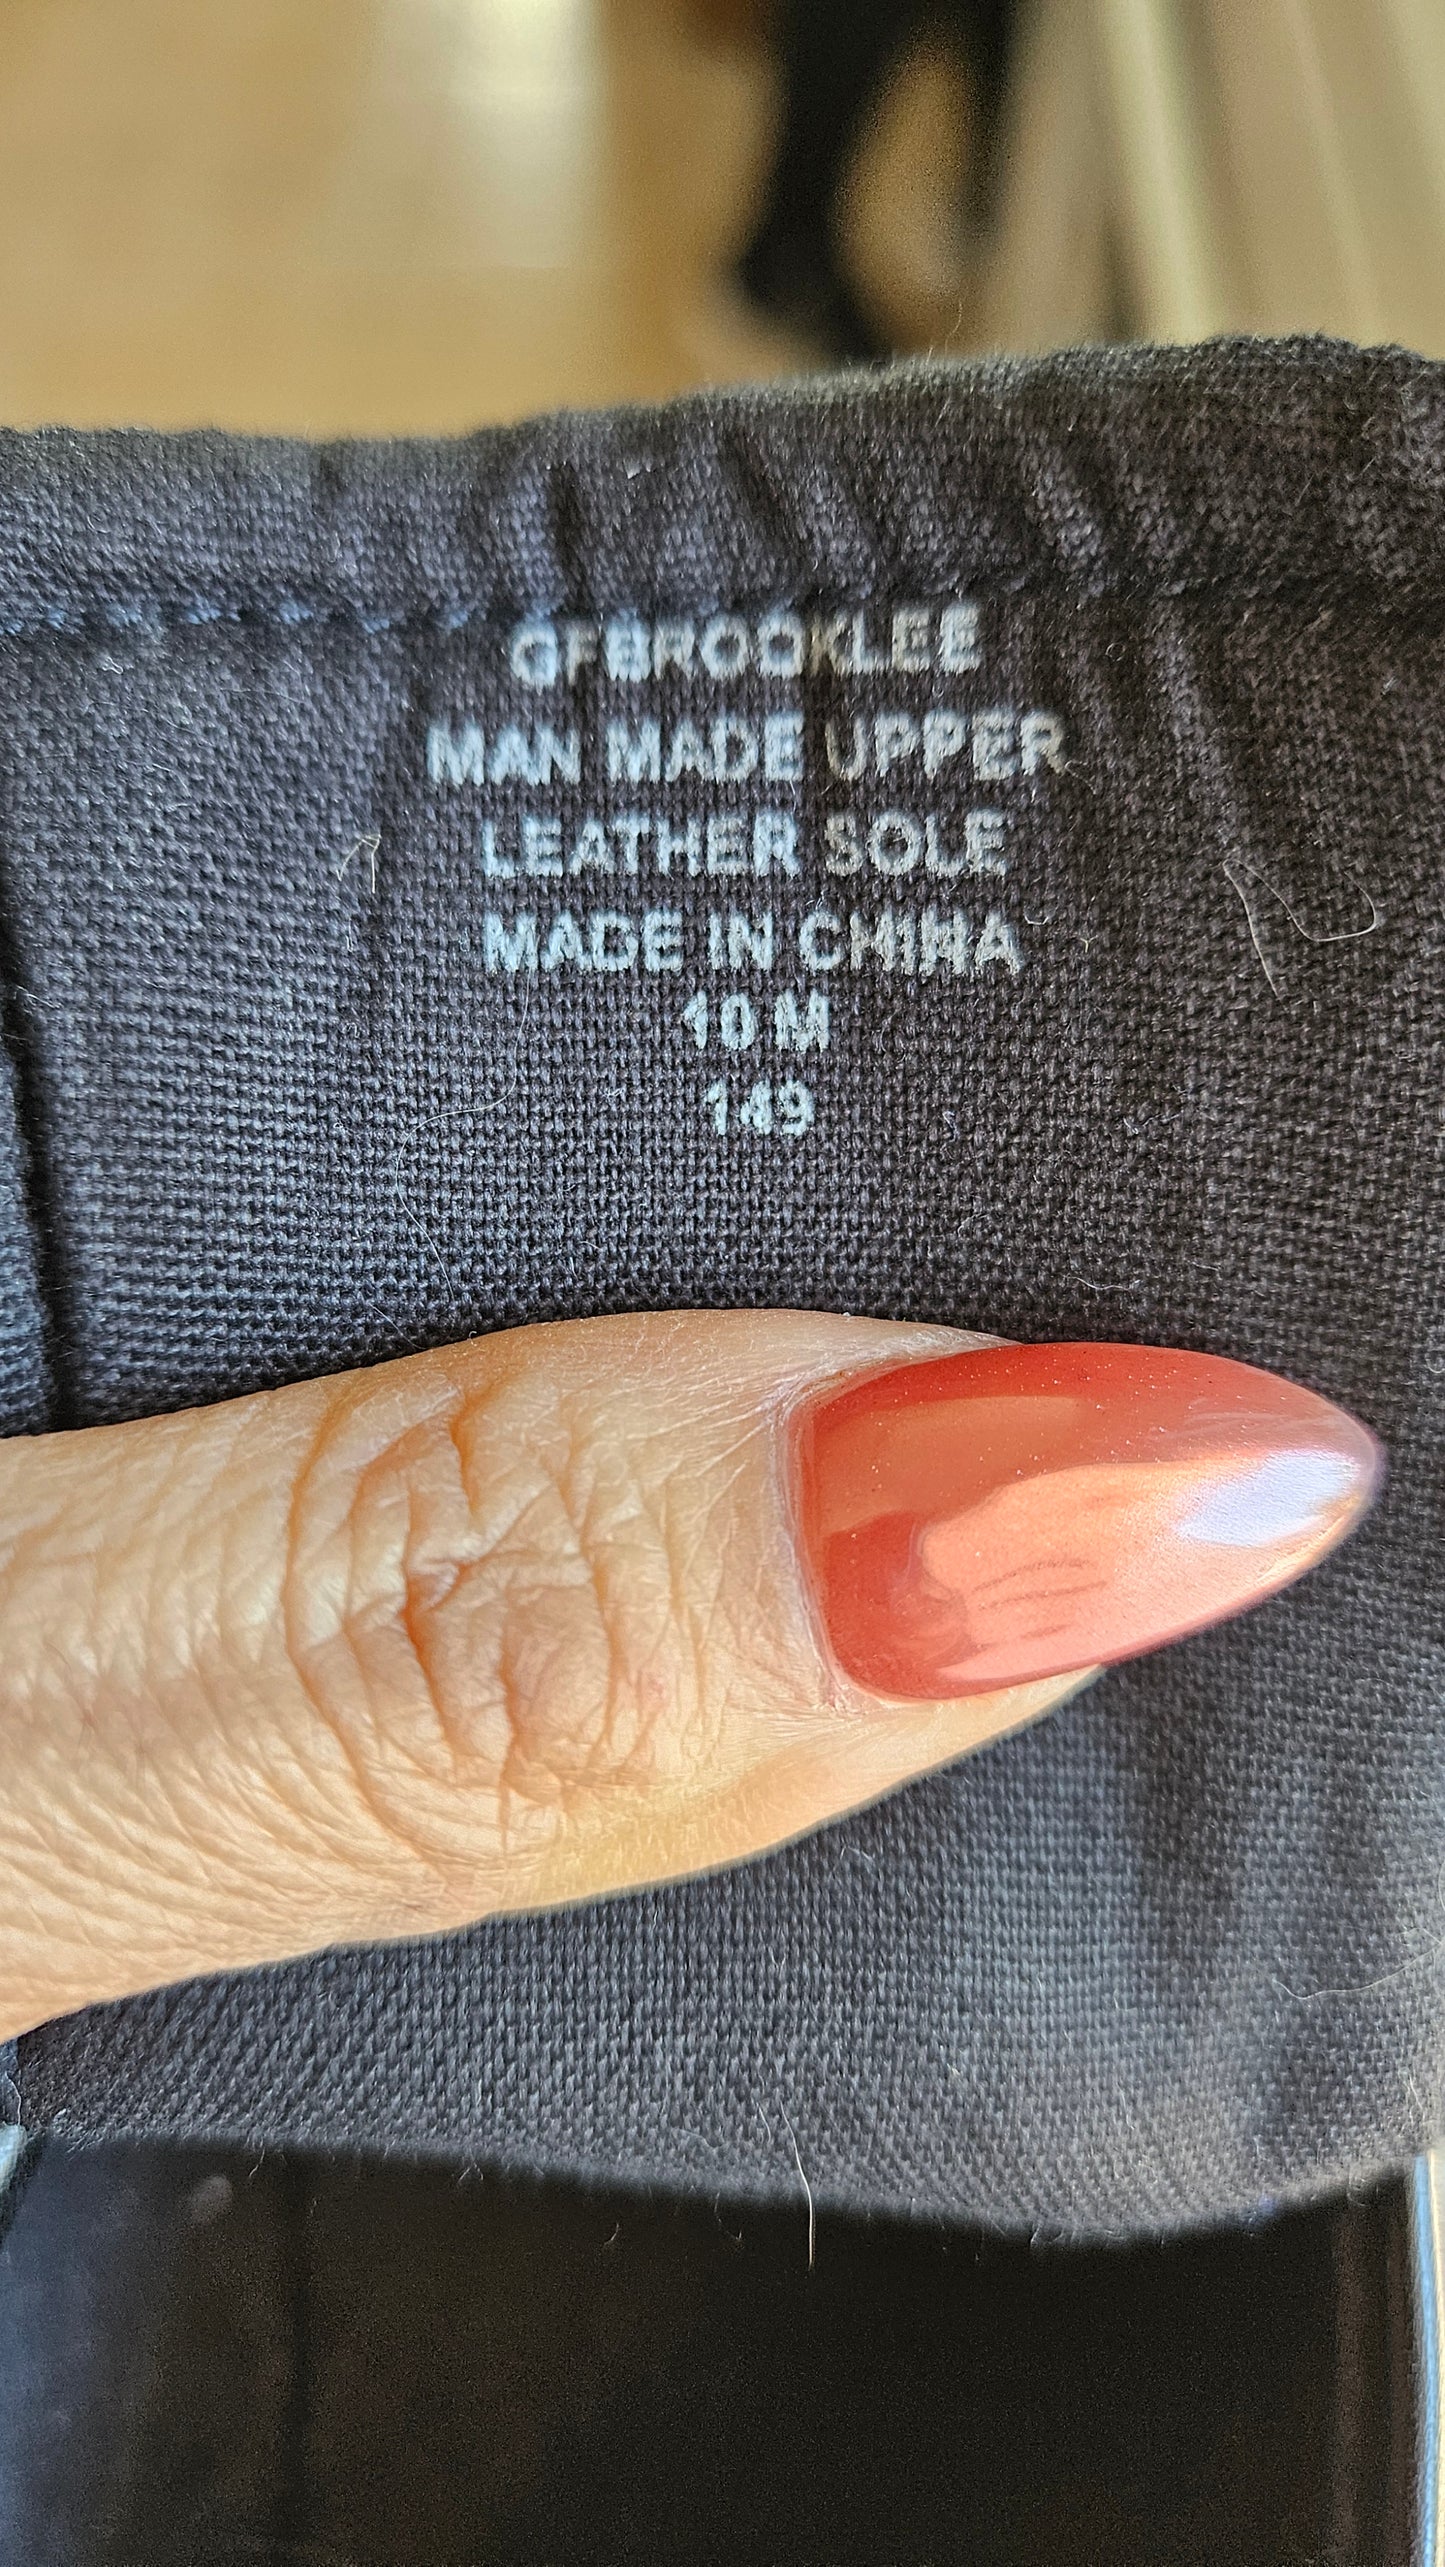 GFBROOKLEE
MAN MADE UPPER
LEATHER SOLE
MADE IN CHINA
10 M
149